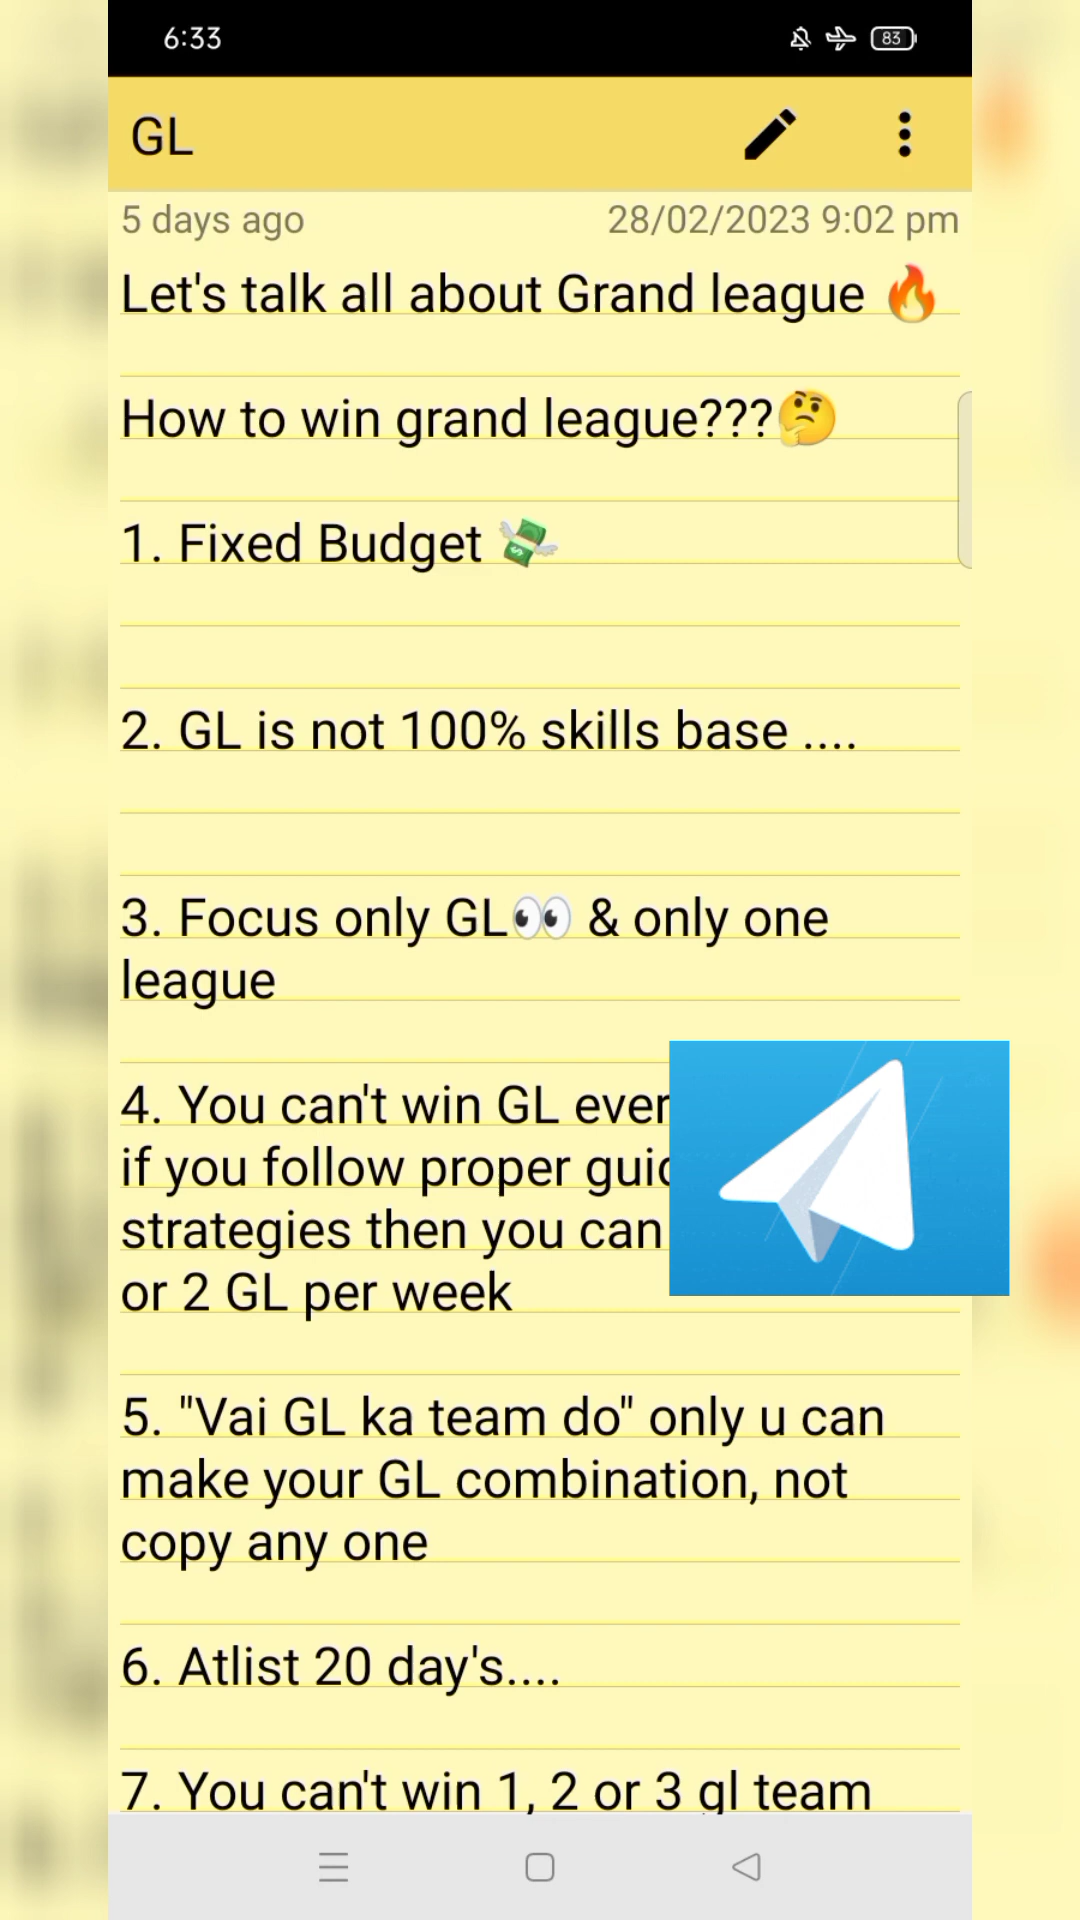 6:33
83
GL
5 days ago 28/02/2023 9:02 pm
Let's talk all about Grand league 🔥
How to win grand league???🤔
1. Fixed Budget 💸
2. GL is not 100% skills base ....
3. Focus only GL👀 & only one
league
4. You can't win GL
if you follow proper
strategies then you can
or 2 GL per week
5. "Vai GL ka team do" only u can
make your GL combination, not
copy any one
6. Atlist 20 day's....
7. You can't win 1, 2 or 3 gl team